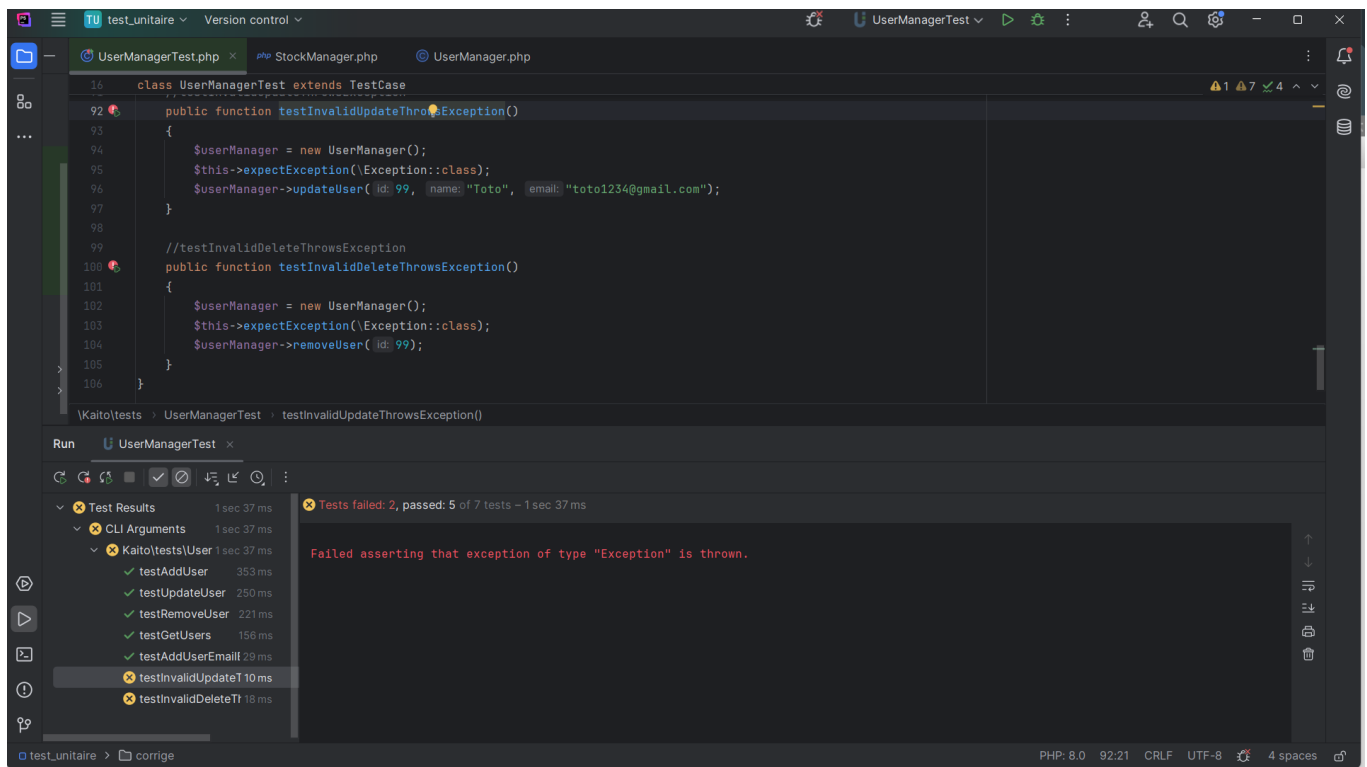 TU test_unitaire Version control UserManagerTest
UserManagerTest.php × php StockManager.php © UserManager.php
16 class UserManagerTest extends TestCase 1 7 4
92 public function testInvalidUpdateThrowsException()
93 {
94 $userManager = new UserManager();
95 $this->expectException(\Exception::class);
96 $userManager->updateUser( id: 99, name: "Toto", email: "toto1234@gmail.com");
97 }
98
99 //testInvalidDeleteThrowsException
100 public function testInvalidDeleteThrowsException()
101 {
102 $userManager = new UserManager();
103 $this->expectException(\Exception::class);
104 $userManager->removeUser( id: 99);
105 }
106 }
\Kaito\tests › UserManagerTest › testInvalidUpdateThrowsException()
Run UserManagerTest ×
Tests failed: 2, passed: 5 of 7 tests – 1 sec 37 ms
Test Results 1 sec 37 ms
CLI Arguments 1 sec 37 ms
Kaito\tests\User 1 sec 37 ms
testAddUser 353 ms
testUpdateUser 250 ms
testRemoveUser 221 ms
testGetUsers 156 ms
testAddUserEmail 29 ms
testInvalidUpdateT 10 ms
testInvalidDeleteTh 18 ms
Failed asserting that exception of type "Exception" is thrown.
test_unitaire > corrige PHP: 8.0 92:21 CRLF UTF-8 4 spaces